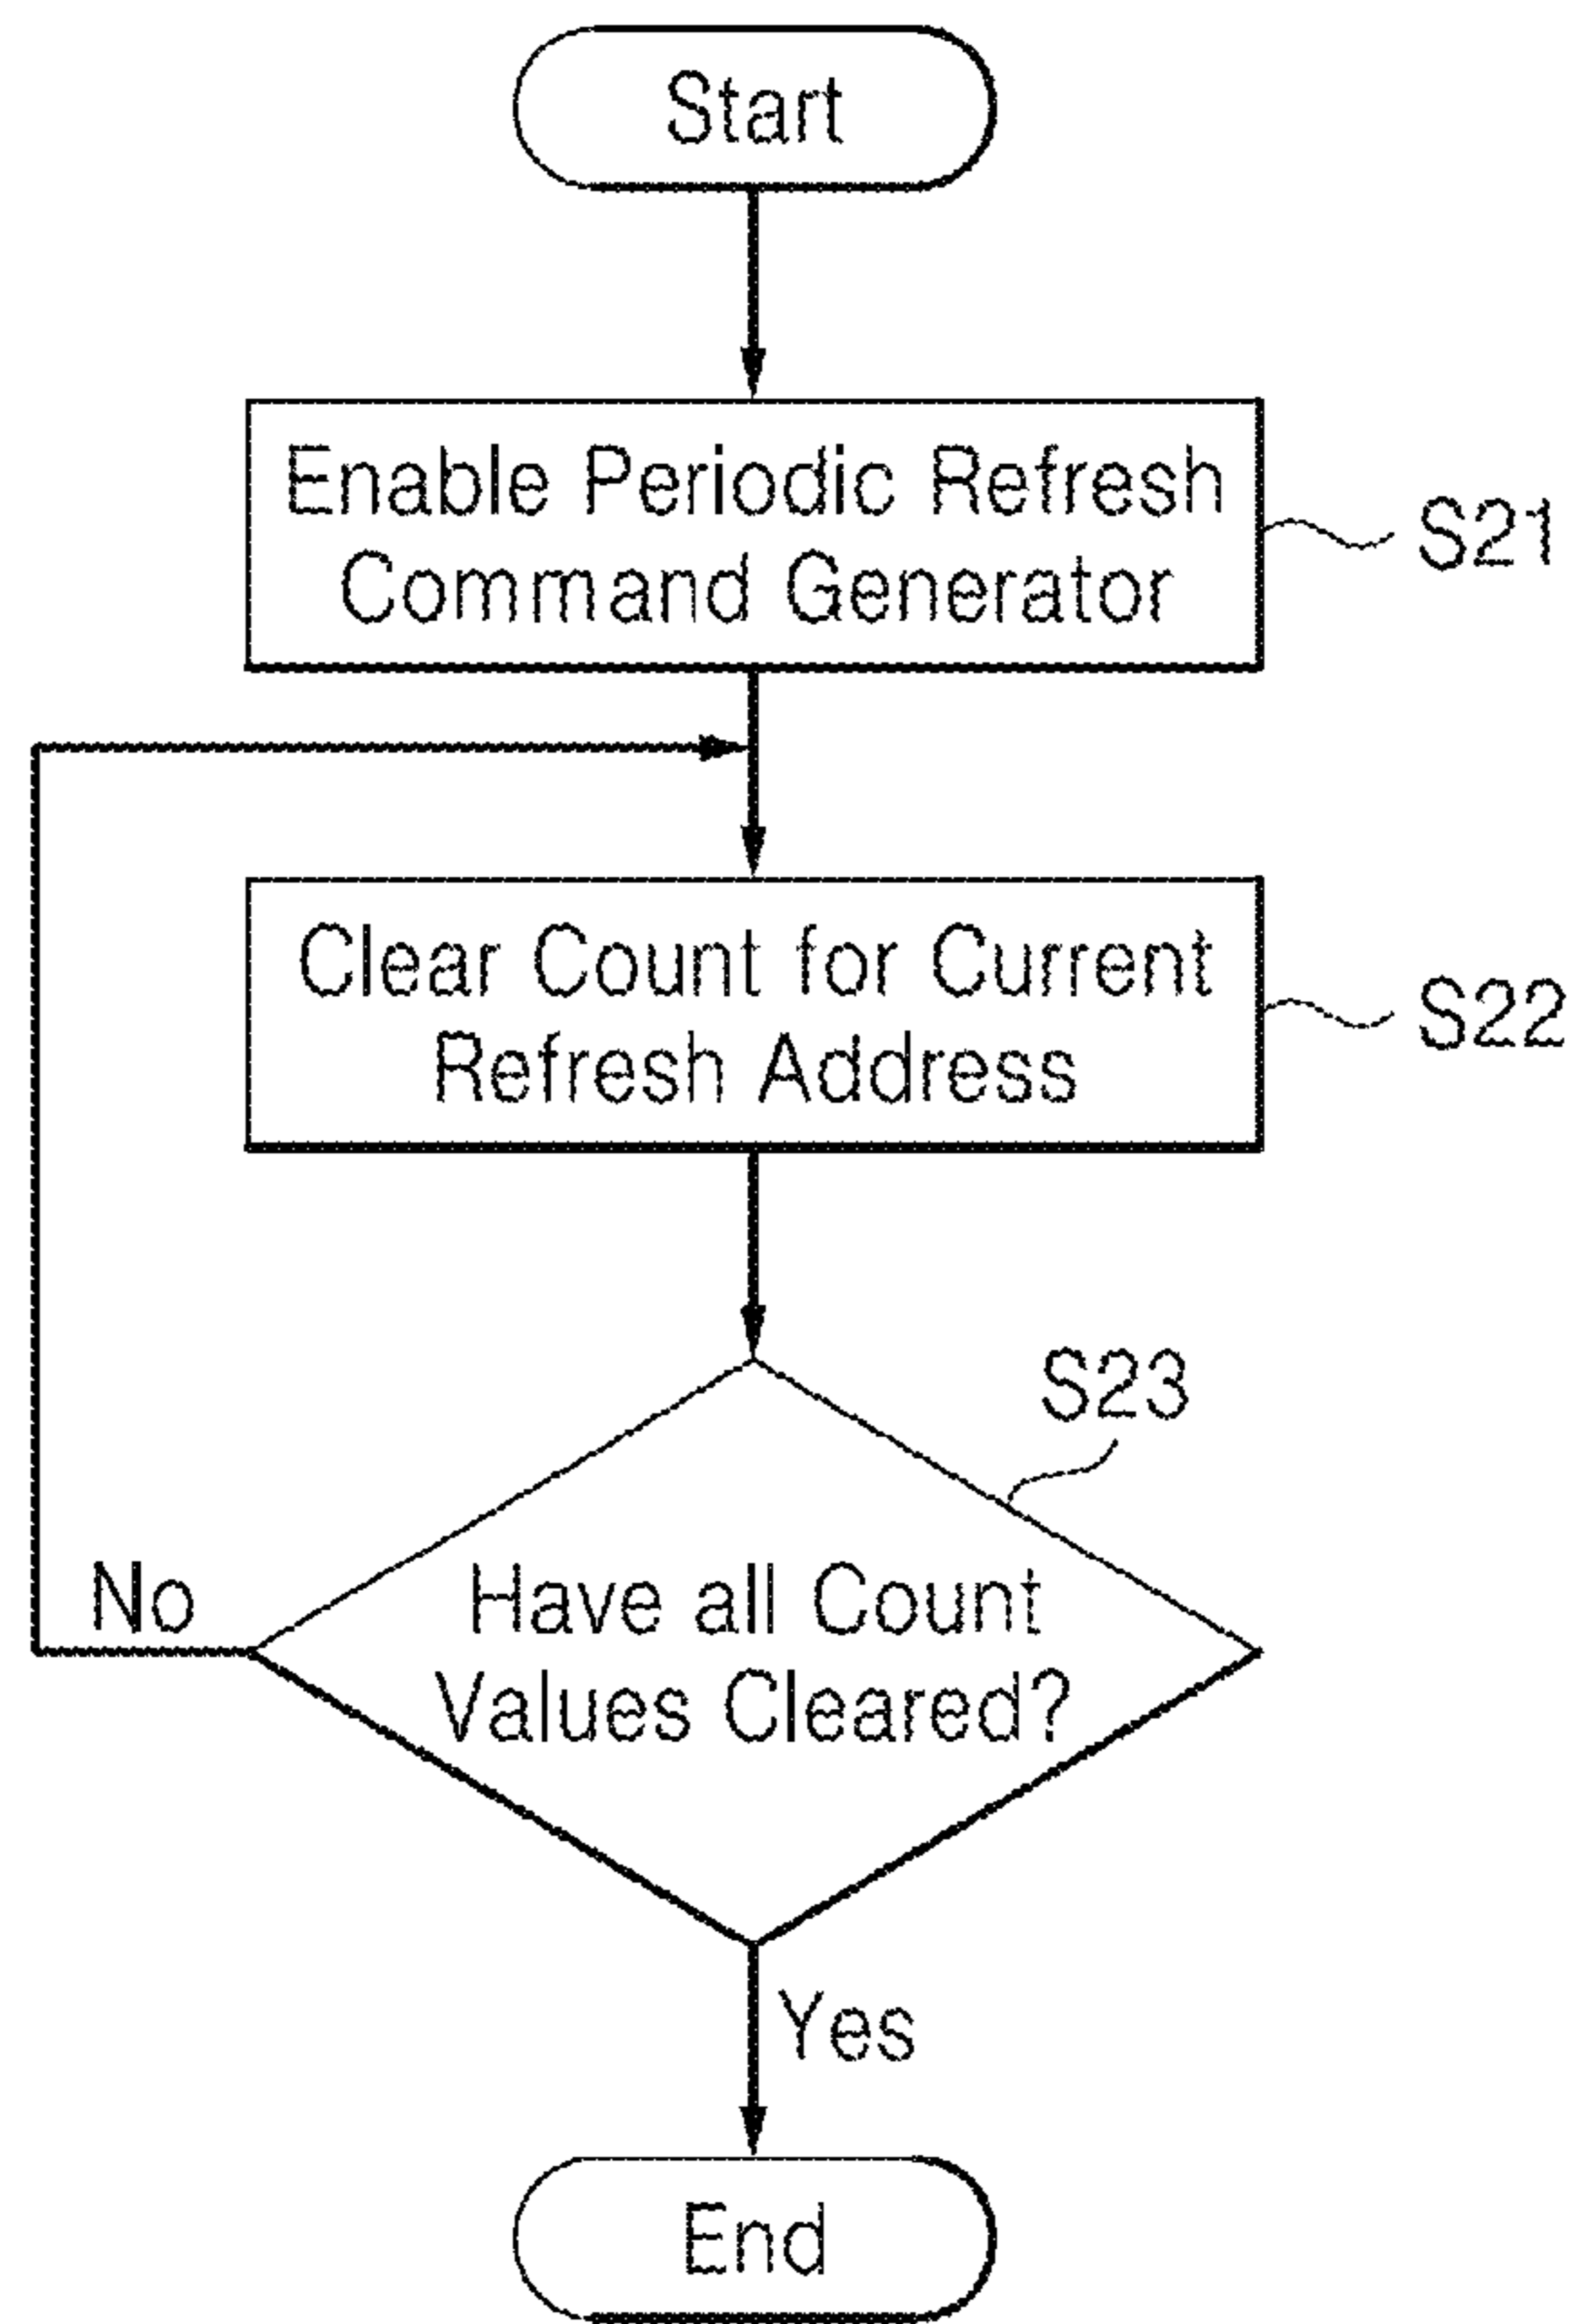 Start
Enable Periodic Refresh
Command Generator
S21
Clear Count for Current
Refresh Address
S22
S23
Have all Count
Values Cleared?
No
Yes
End